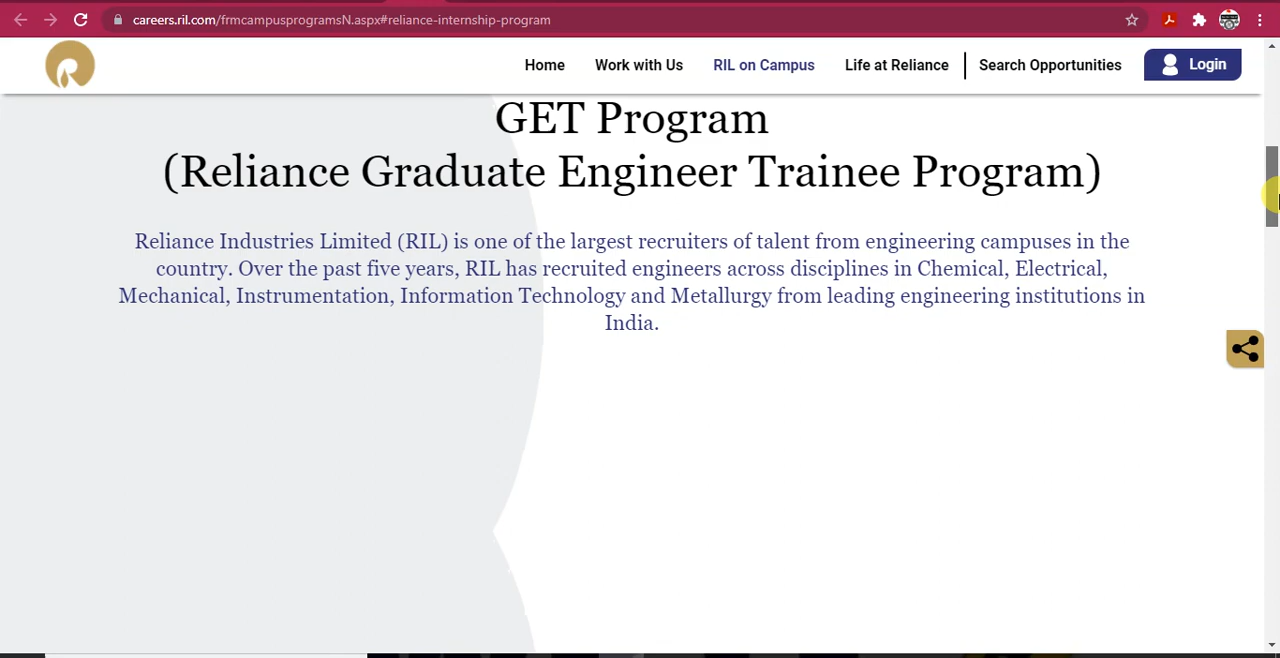 careers.ril.com/frmcampusprogramsN.aspx#reliance-internship-program
Home Work with Us RIL on Campus Life at Reliance Search Opportunities Login
GET Program
(Reliance Graduate Engineer Trainee Program)
Reliance Industries Limited (RIL) is one of the largest recruiters of talent from engineering campuses in the
country. Over the past five years, RIL has recruited engineers across disciplines in Chemical, Electrical,
Mechanical, Instrumentation, Information Technology and Metallurgy from leading engineering institutions in
India.